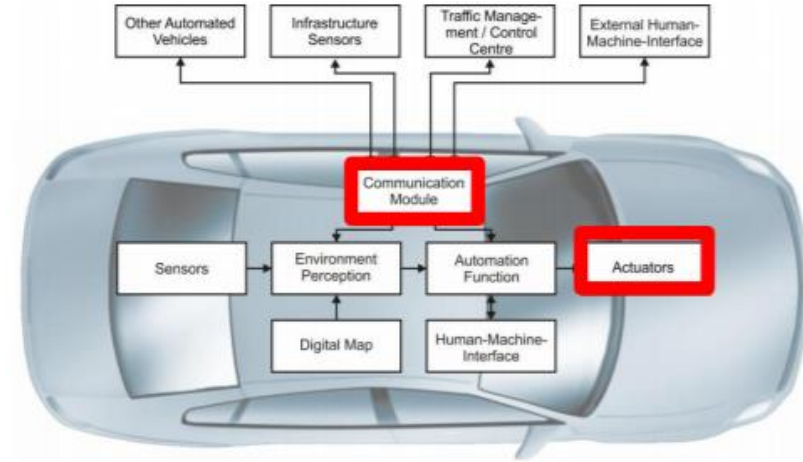 Other Automated
Vehicles
Infrastructure
Sensors
Traffic Manage-
ment / Control
Centre
External Human-
Machine-Interface
Communication
Module
Sensors
Environment
Perception
Automation
Function
Actuators
Digital Map
Human-Machine-
Interface